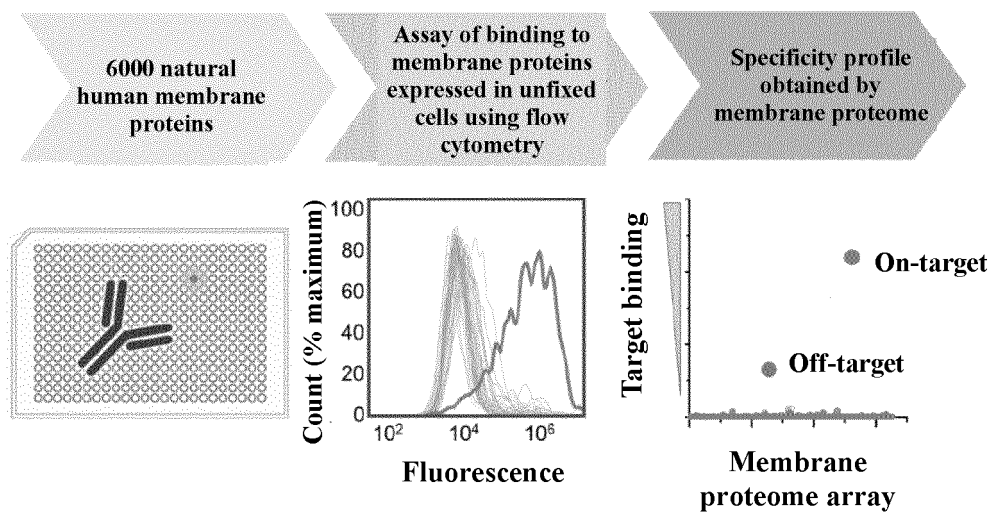 6000 natural
human membrane
proteins
Assay of binding to
membrane proteins
expressed in unfixed
cells using flow
cytometry
Specificity profile
obtained by
membrane proteome
Count (% maximum)
100
80
60
40
20
0
10²
10⁴
10⁶
Fluorescence
Target binding
On-target
Off-target
Membrane
proteome array